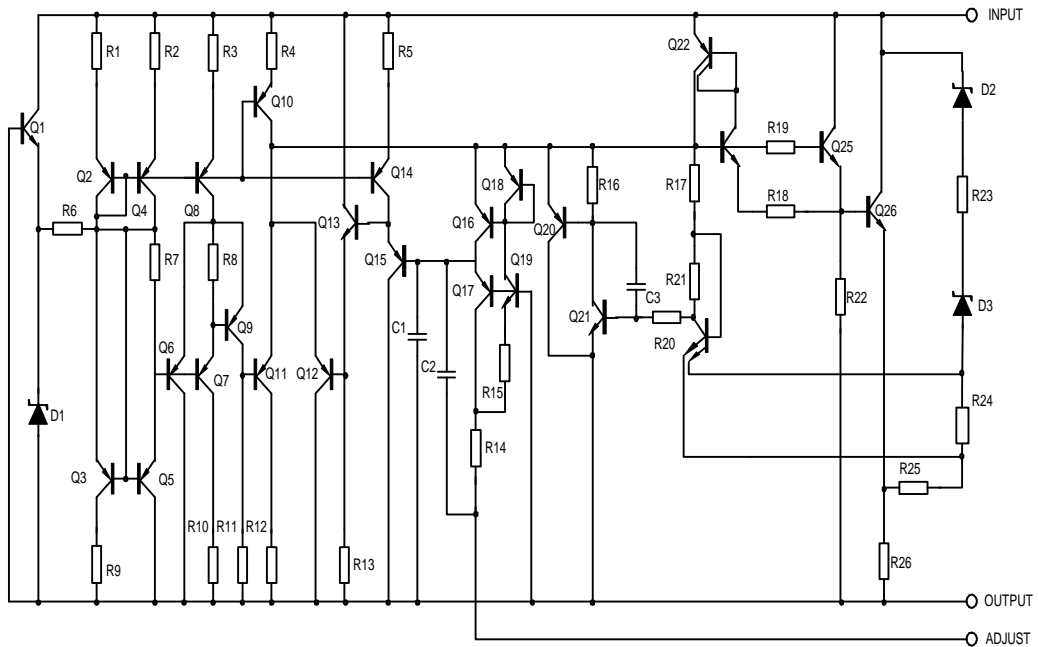 INPUT
Q22
R1
R2
R3
R4
R5
D2
Q10
Q1
R19
Q25
Q2
Q4
Q8
Q14
Q18
R16
R17
R18
R23
R6
Q13
Q16
Q20
Q26
R7
R8
Q15
Q19
R21
Q17
C3
R22
D3
Q9
C1
Q21
R20
Q6
Q7
Q11
Q12
C2
R15
D1
R24
R14
Q3
Q5
R25
R10
R11
R12
R9
R13
R26
OUTPUT
ADJUST